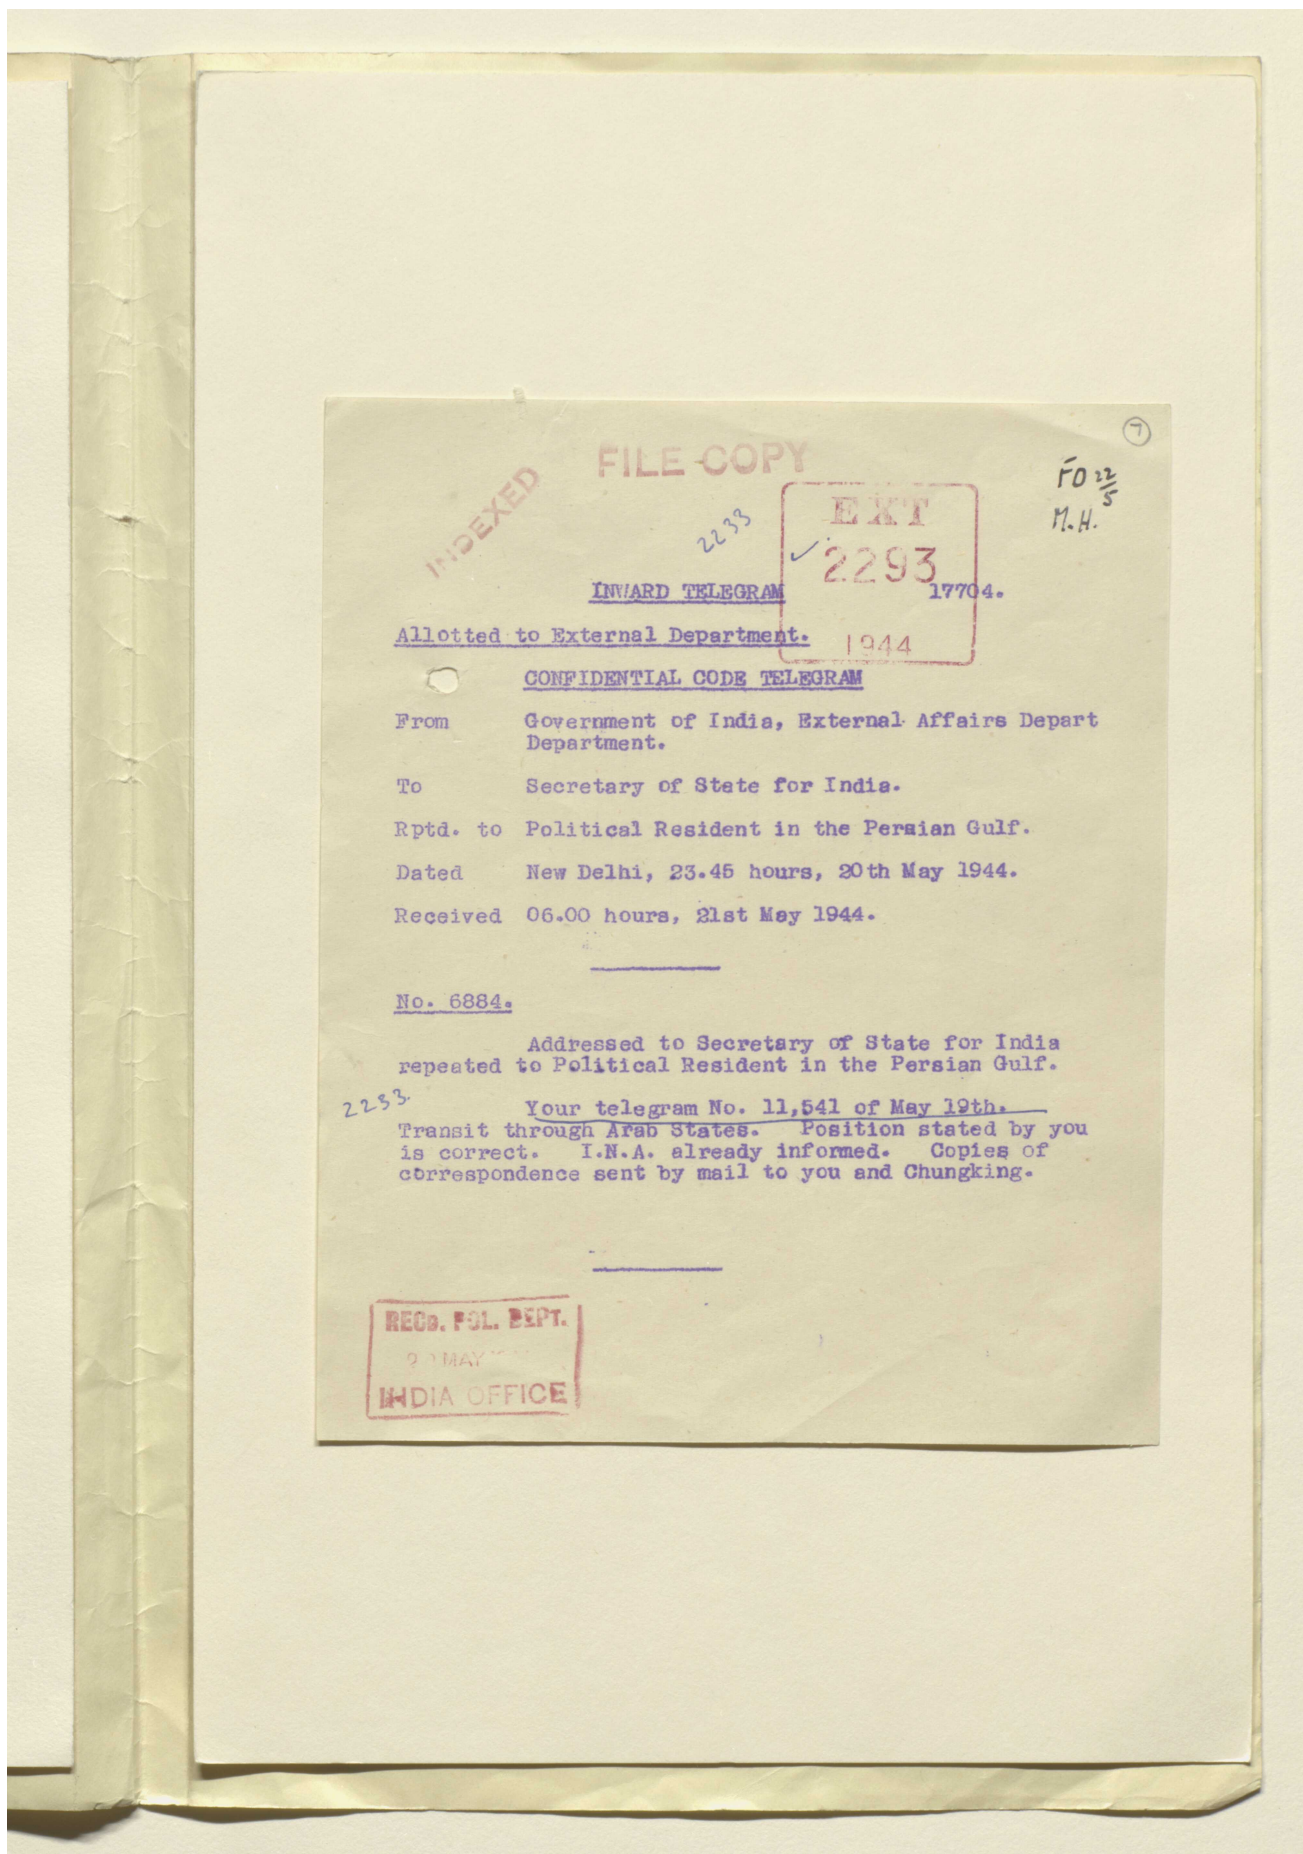 7
FILE COPY
INDEXED
FO 22/5
M.H.
2233
EXT
2293
1944
INWARD TELEGRAM
17704.
Allotted to External Department.
CONFIDENTIAL CODE TELEGRAM
From Government of India, External Affairs Depart
Department.
To Secretary of State for India.
Rptd. to Political Resident in the Persian Gulf.
Dated New Delhi, 23.45 hours, 20th May 1944.
Received 06.00 hours, 21st May 1944.
No. 6884.
Addressed to Secretary of State for India
repeated to Political Resident in the Persian Gulf.
2233.
Your telegram No. 11,541 of May 19th.
Transit through Arab States. Position stated by you
is correct. I.N.A. already informed. Copies of
correspondence sent by mail to you and Chungking.
RECD. POL. DEPT.
MAY
INDIA OFFICE